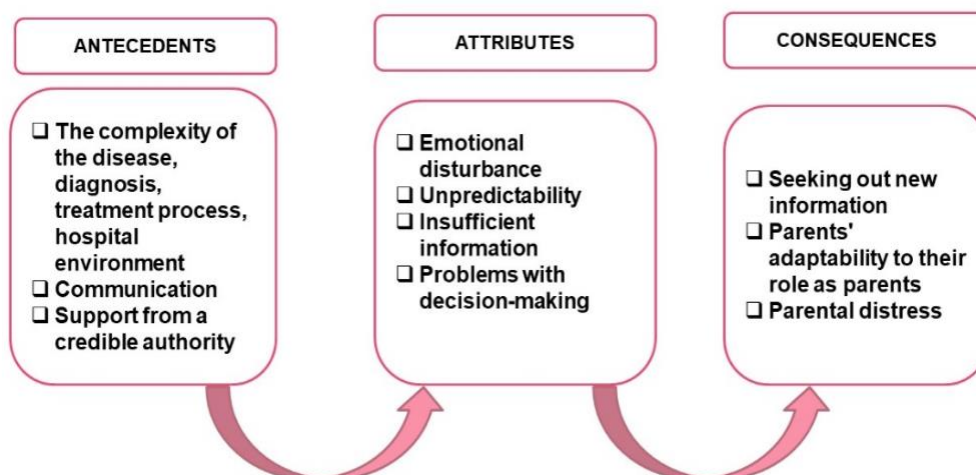 ANTECEDENTS
❑ The complexity of
the disease,
diagnosis,
treatment process,
hospital
environment
❑ Communication
❑ Support from a
credible authority
ATTRIBUTES
❑ Emotional
disturbance
❑ Unpredictability
❑ Insufficient
information
❑ Problems with
decision-making
CONSEQUENCES
❑ Seeking out new
information
❑ Parents'
adaptability to their
role as parents
❑ Parental distress